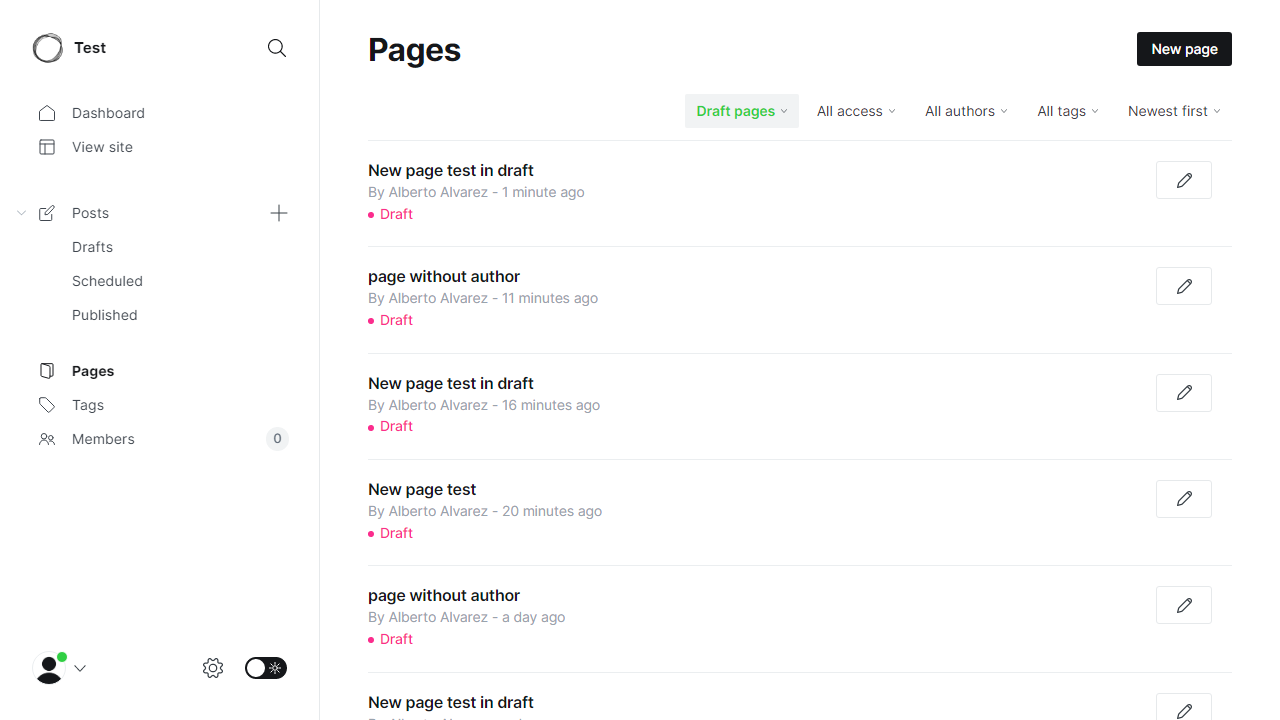 Test
Dashboard
View site
Posts
Drafts
Scheduled
Published
Pages
Tags
Members 0
Pages
New page
Draft pages All access All authors All tags Newest first
New page test in draft
By Alberto Alvarez - 1 minute ago
Draft
page without author
By Alberto Alvarez - 11 minutes ago
Draft
New page test in draft
By Alberto Alvarez - 16 minutes ago
Draft
New page test
By Alberto Alvarez - 20 minutes ago
Draft
page without author
By Alberto Alvarez - a day ago
Draft
New page test in draft